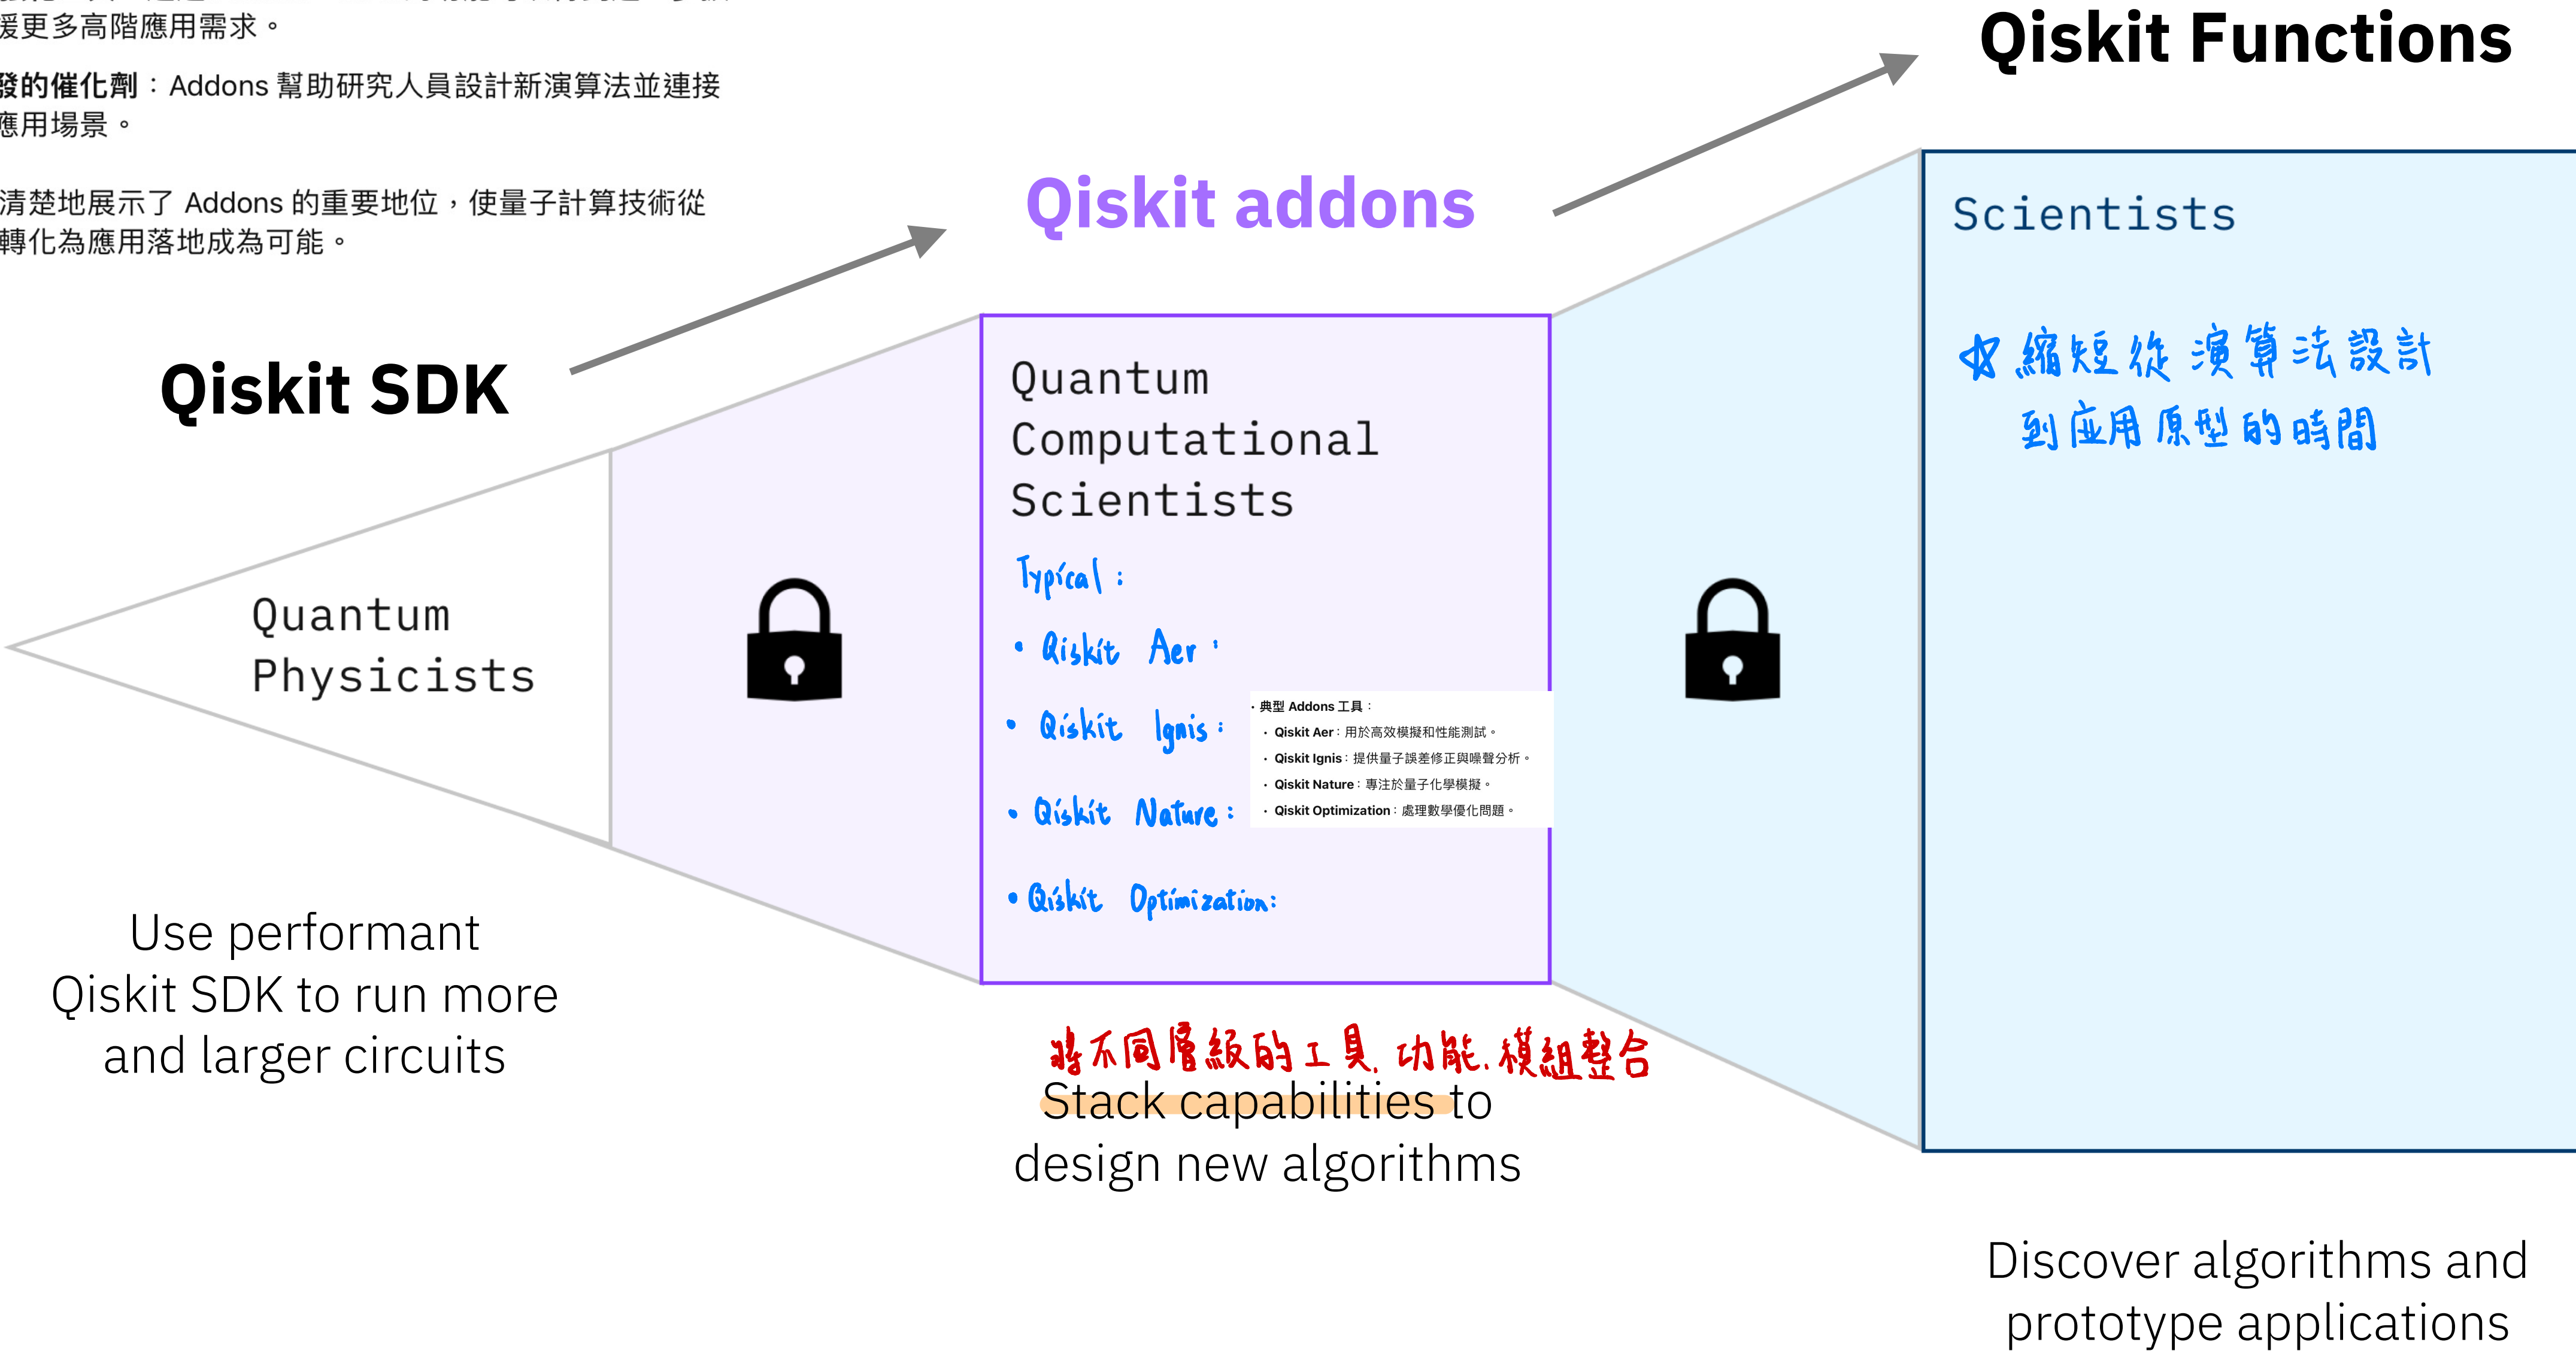 援更多高階應用需求。
發的催化劑：Addons 幫助研究人員設計新演算法並連接
應用場景。
清楚地展示了 Addons 的重要地位，使量子計算技術從
轉化為應用落地成為可能。
Qiskit SDK
Quantum
Physicists
Use performant
Qiskit SDK to run more
and larger circuits
Qiskit addons
Quantum
Computational
Scientists
Typical：
• Qiskit Aer：
• Qiskit Ignis：
• Qiskit Nature：
• Qiskit Optimization:
• 典型 Addons 工具：
• Qiskit Aer：用於高效模擬和性能測試。
• Qiskit Ignis：提供量子誤差修正與噪聲分析。
• Qiskit Nature：專注於量子化學模擬。
• Qiskit Optimization：處理數學優化問題。
將不同層級的工具、功能、模組整合
Stack capabilities to
design new algorithms
Qiskit Functions
Scientists
☆ 縮短從演算法設計
到应用原型的時間
Discover algorithms and
prototype applications